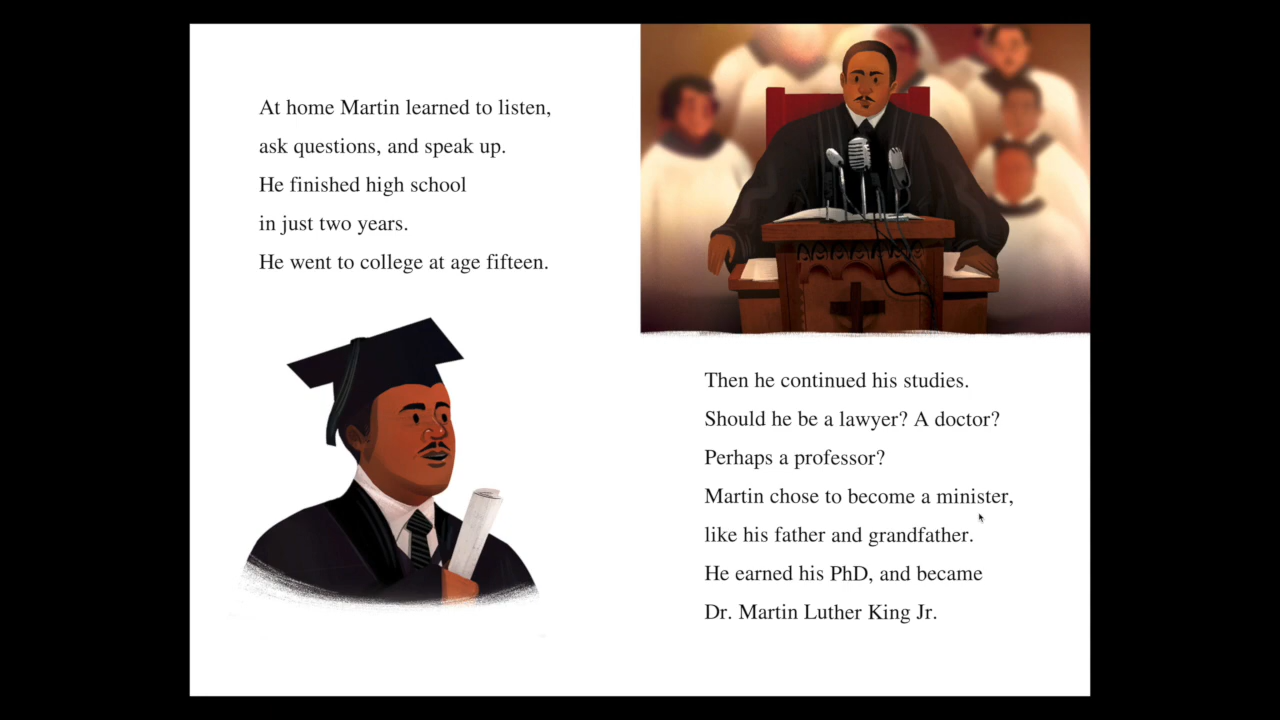 At home Martin learned to listen,
ask questions, and speak up.
He finished high school
in just two years.
He went to college at age fifteen.
Then he continued his studies.
Should he be a lawyer? A doctor?
Perhaps a professor?
Martin chose to become a minister,
like his father and grandfather.
He earned his PhD, and became
Dr. Martin Luther King Jr.